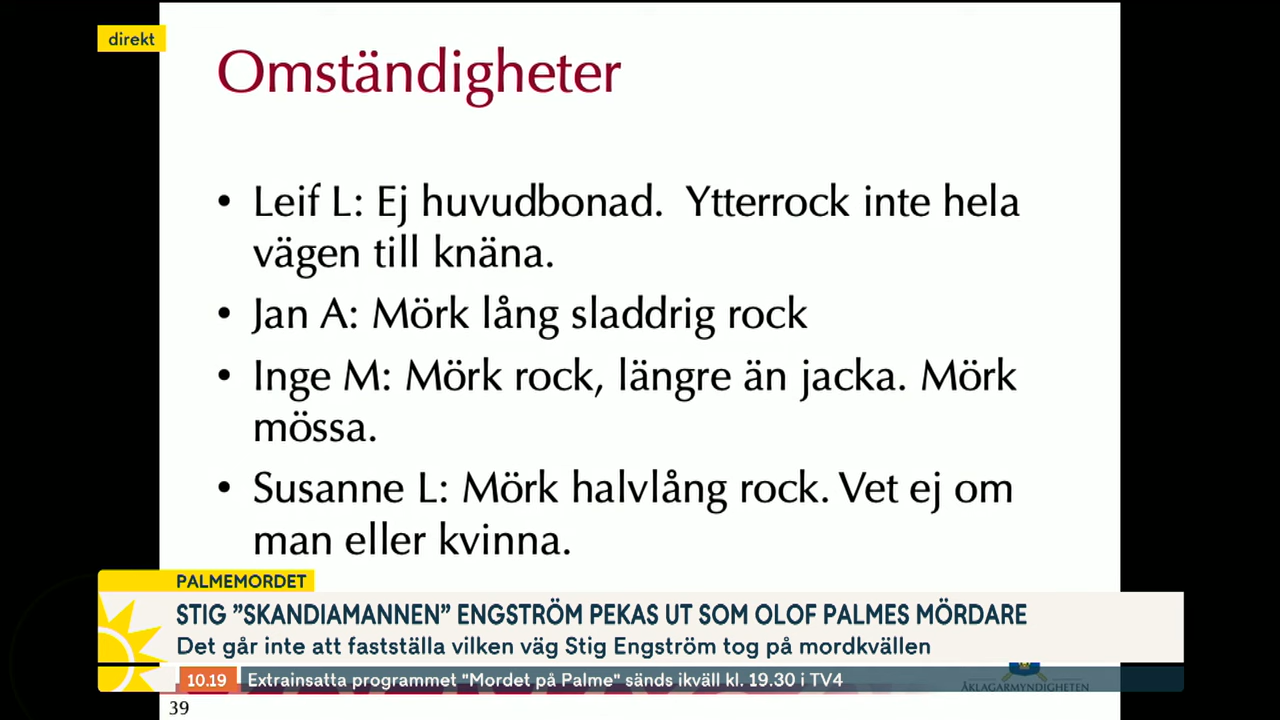 direkt
Omständigheter
• Leif L: Ej huvudbonad. Ytterrock inte hela
vägen till knäna.
• Jan A: Mörk lång sladdrig rock
• Inge M: Mörk rock, längre än jacka. Mörk
mössa.
• Susanne L: Mörk halvlång rock. Vet ej om
man eller kvinna.
PALMEMORDET
STIG ”SKANDIAMANNEN” ENGSTRÖM PEKAS UT SOM OLOF PALMES MÖRDARE
Det går inte att fastställa vilken väg Stig Engström tog på mordkvällen
10.19 Extrainsatta programmet "Mordet på Palme" sänds ikväll kl. 19.30 i TV4
ÅKLAGARMYNDIGHETEN
39